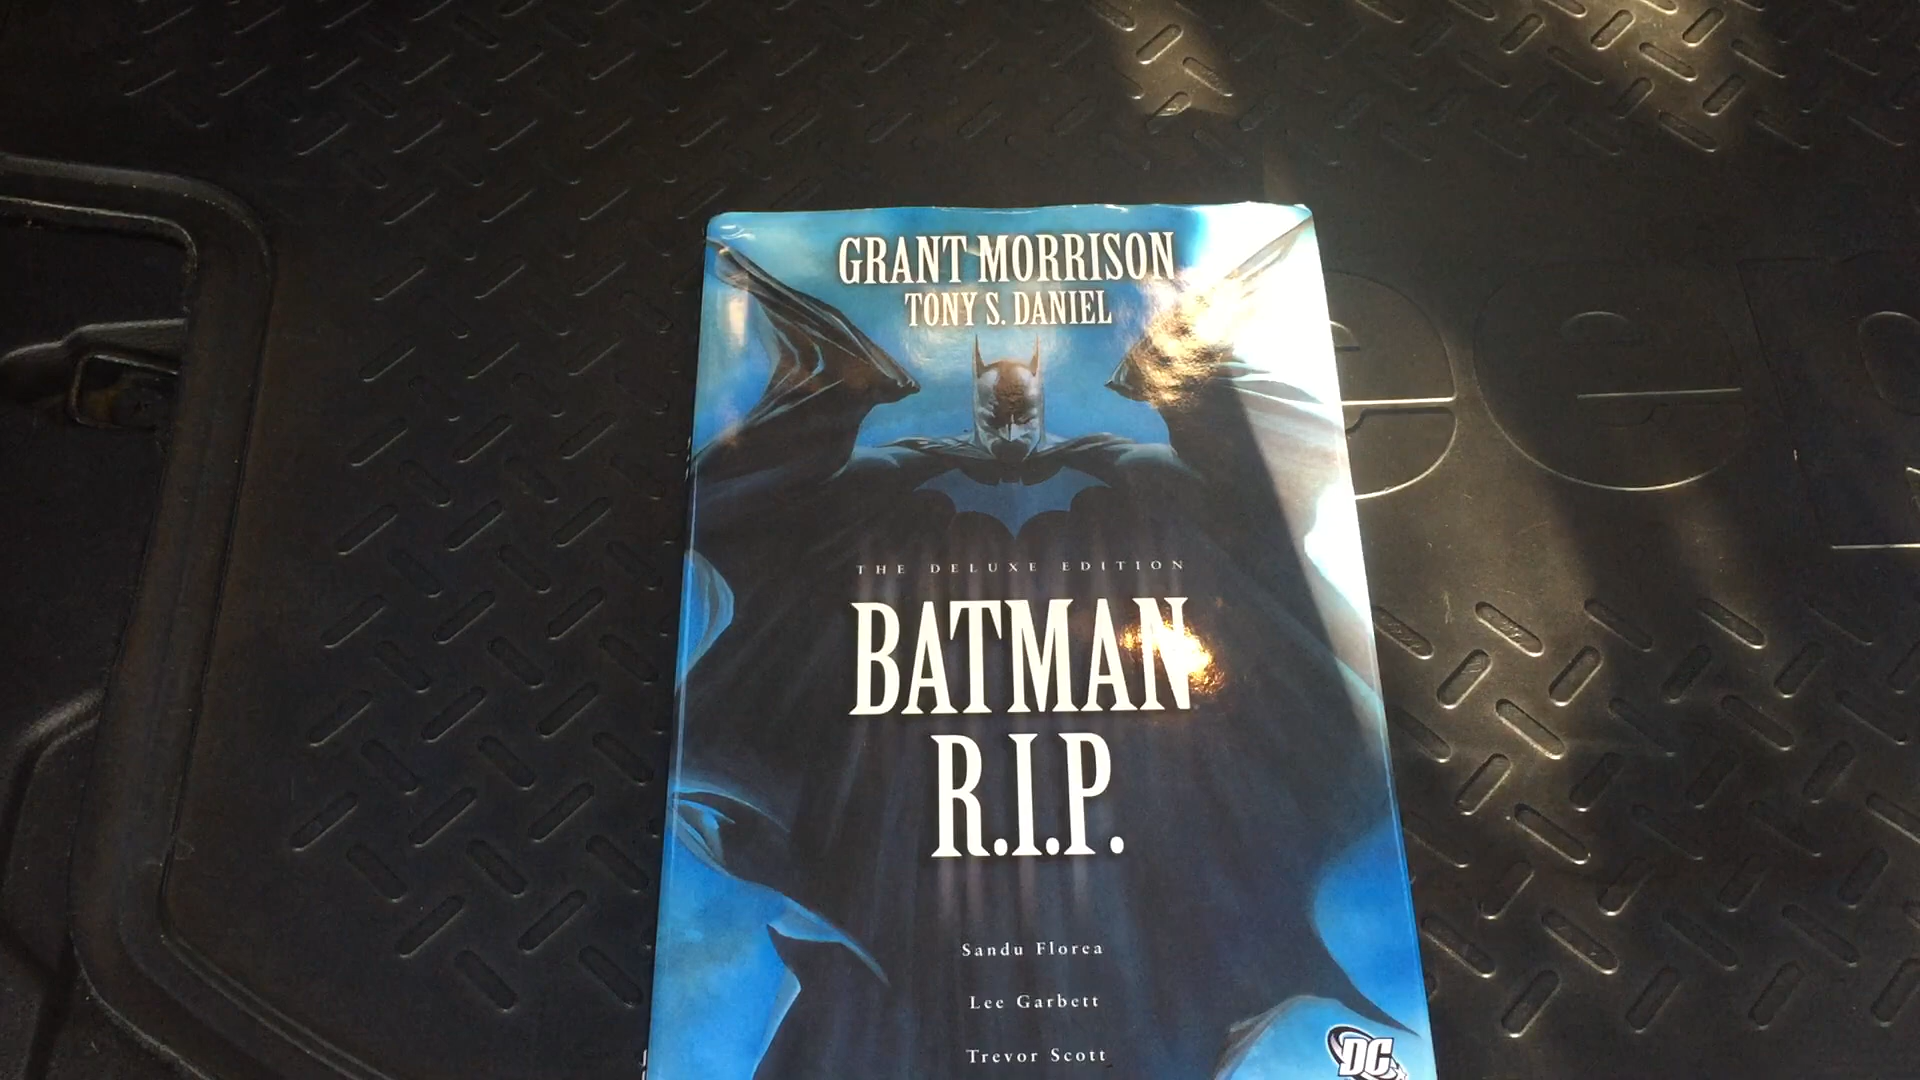 GRANT MORRISON
TONY S. DANIEL
THE DELUXE EDITION
BATMAN
R.I.P.
Sandu Florea
Lee Garbett
Trevor Scott
DC